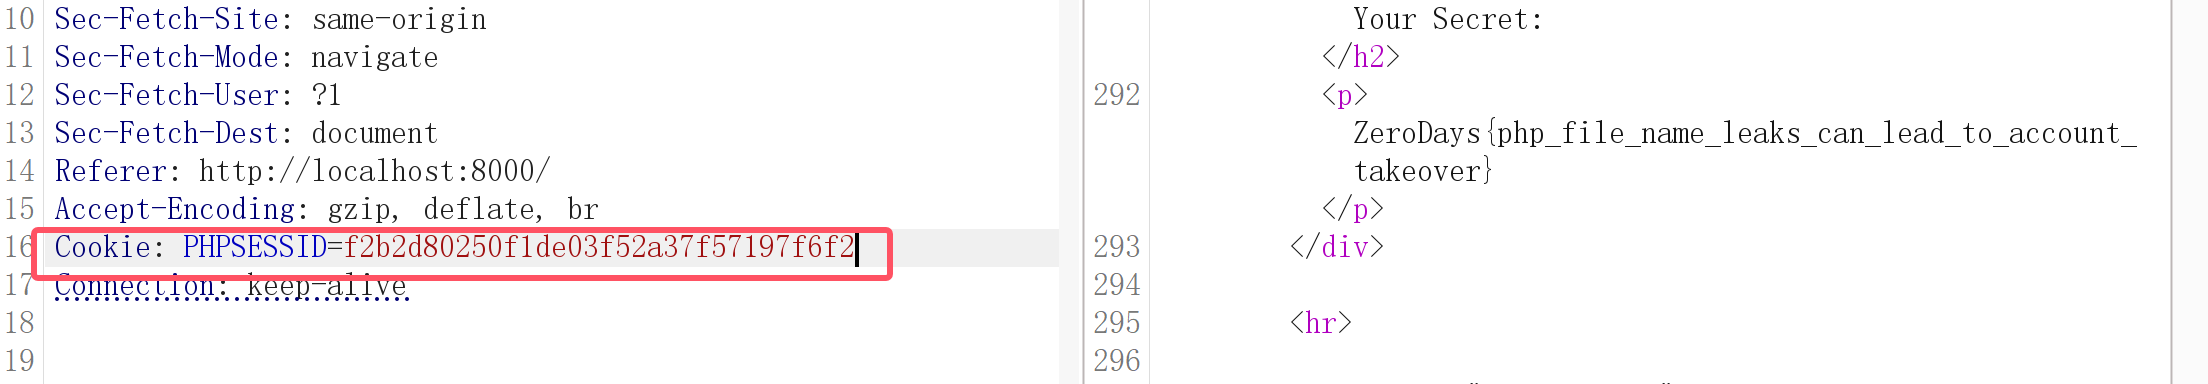 10 Sec-Fetch-Site: same-origin
11 Sec-Fetch-Mode: navigate
12 Sec-Fetch-User: ?1
13 Sec-Fetch-Dest: document
14 Referer: http://localhost:8000/
15 Accept-Encoding: gzip, deflate, br
16 Cookie: PHPSESSID=f2b2d80250f1de03f52a37f57197f6f2
17 Connection: keep-alive
18
19
Your Secret:
</h2>
292 <p>
ZeroDays{php_file_name_leaks_can_lead_to_account_
takeover}
</p>
293 </div>
294
295 <hr>
296